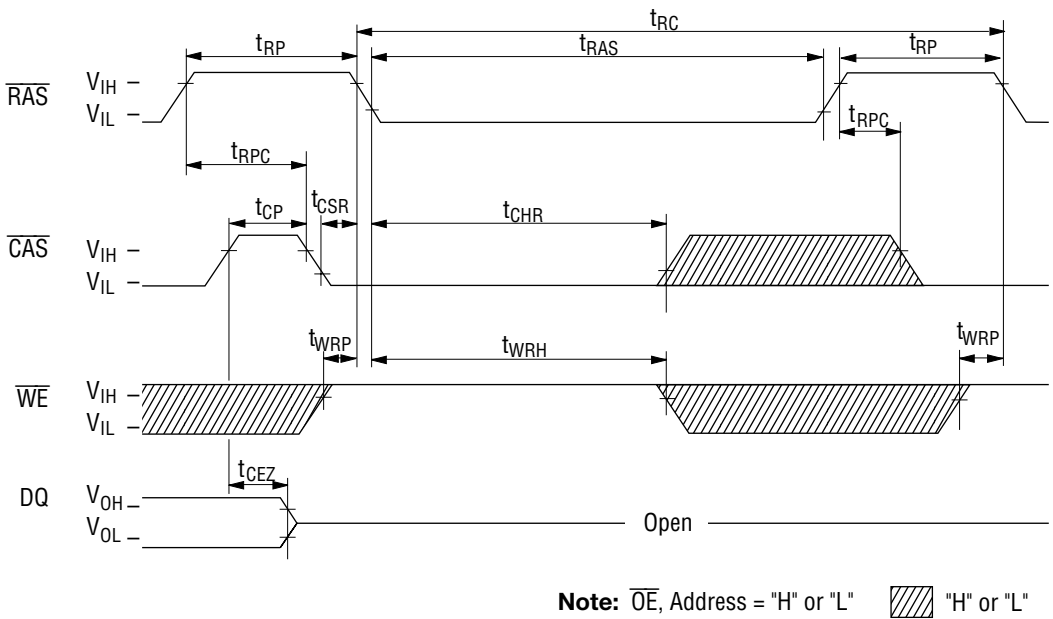 tRC
tRP tRAS tRP
RAS VIH
VIL
tRPC
tRPC
tCP tCSR tCHR
CAS VIH
VIL
tWRP tWRH tWRP
WE VIH
VIL
tCEZ
DQ VOH
VOL
Open
Note: OE, Address = "H" or "L" "H" or "L"